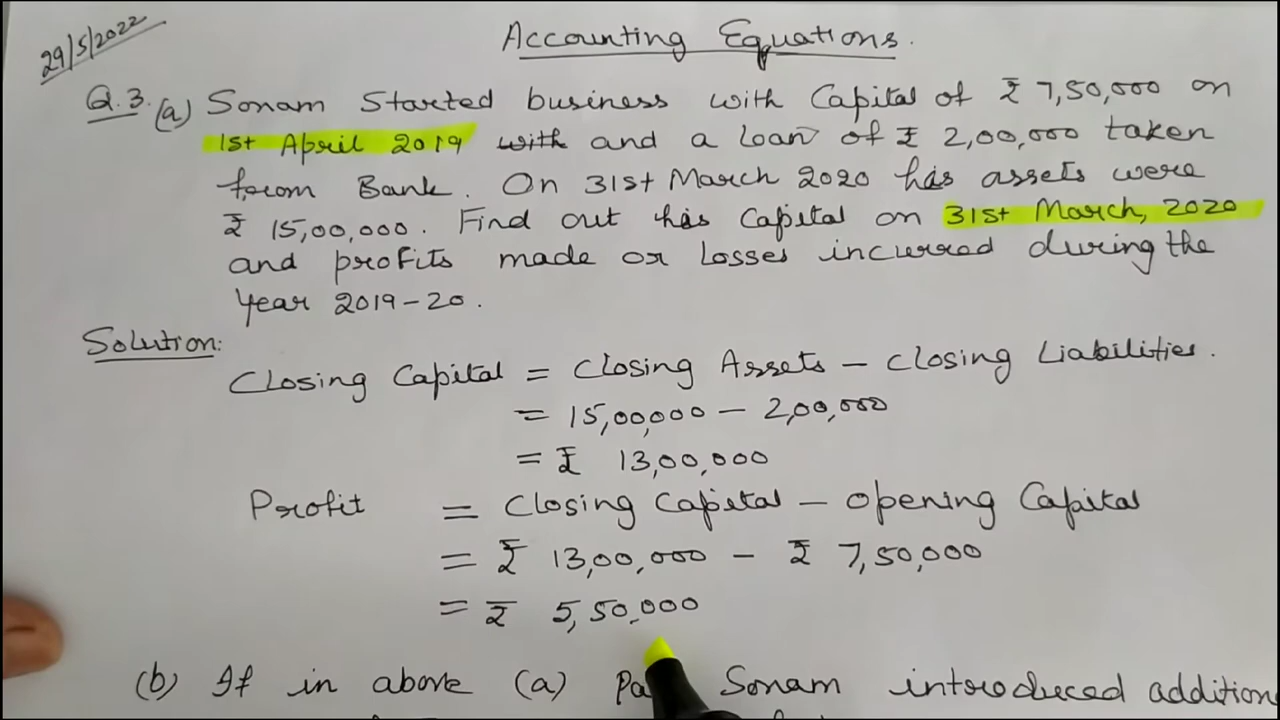 29/5/2022
Accounting Equations.
Q.3. (a) Sonam Started business with Capital of ₹ 7,50,000 on
1st April 2019 with and a loan of ₹ 2,00,000 taken
from Bank. On 31st March 2020 his assets were
₹ 15,00,000. Find out his Capital on 31st March, 2020
and profits made or Losses incurred during the
Year 2019-20.
Solution:
Closing Capital = Closing Assets - Closing Liabilities.
= 15,00,000 - 2,00,000
= ₹ 13,00,000
Profit = Closing Capital - Opening Capital
= ₹ 13,00,000 - ₹ 7,50,000
= ₹ 5,50,000
(b) If in above (a) Sonam introduced addition